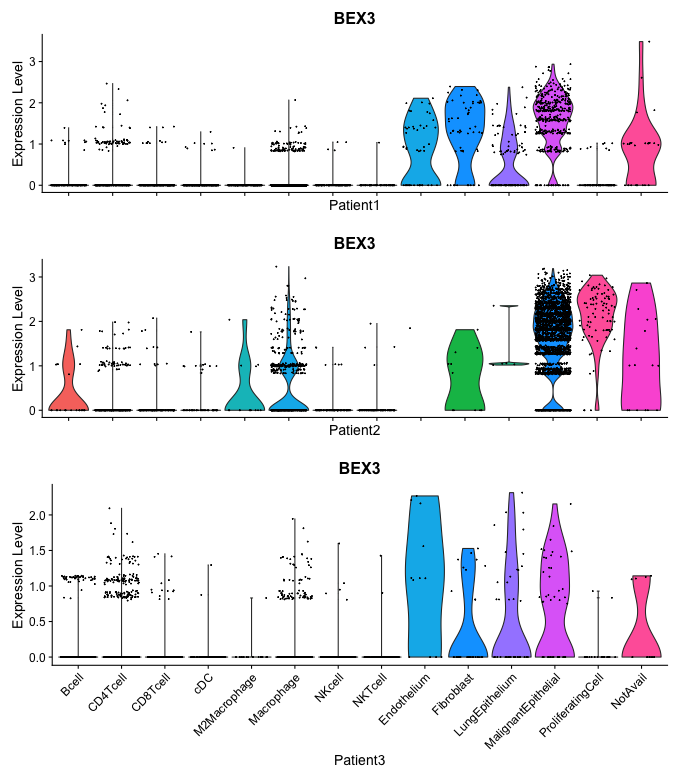 BEX3
Expression Level
3
2
1
0
Patient1
BEX3
Expression Level
3
2
1
0
Patient2
BEX3
Expression Level
2.0
1.5
1.0
0.5
0.0
Bcell
CD4Tcell
CD8Tcell
cDC
M2Macrophage
Macrophage
NKcell
NKTcell
Endothelium
Fibroblast
LungEpithelium
MalignantEpithelial
ProliferatingCell
NotAvail
Patient3